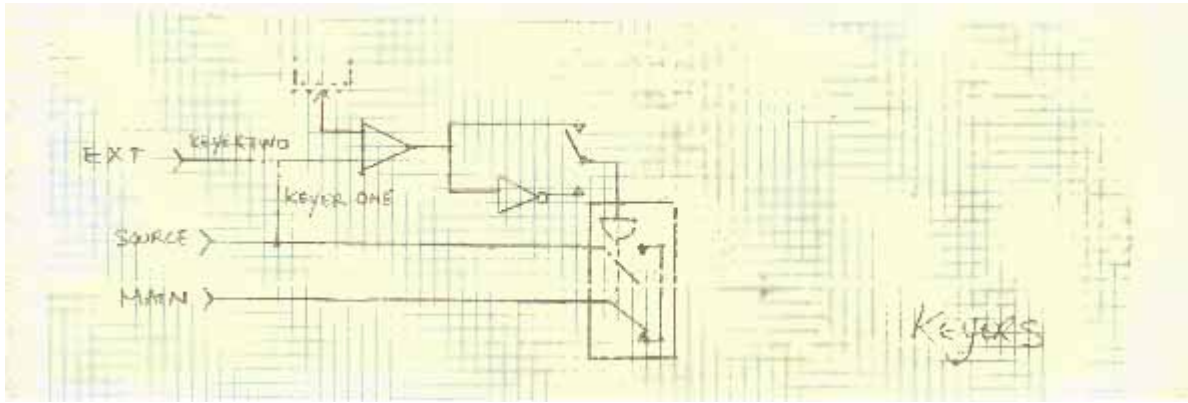 EXT
KEYER TWO
KEYER ONE
SOURCE
MAIN
KEYERS